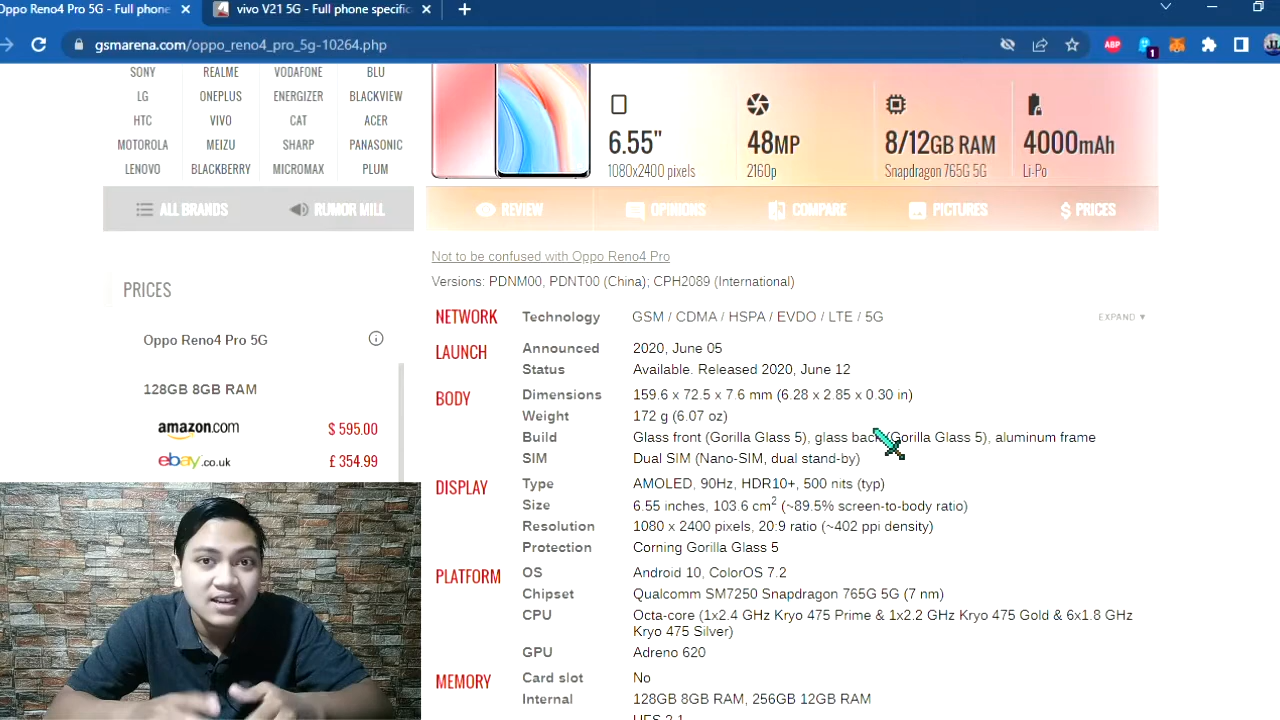 Oppo Reno4 Pro 5G - Full phone
vivo V21 5G - Full phone specific
gsmarena.com/oppo_reno4_pro_5g-10264.php
ABP
1
SONY REALME VODAFONE BLU
LG ONEPLUS ENERGIZER BLACKVIEW
HTC VIVO CAT ACER
MOTOROLA MEIZU SHARP PANASONIC
LENOVO BLACKBERRY MICROMAX PLUM
ALL BRANDS RUMOR MILL
6.55"
1080x2400 pixels
48MP
2160p
8/12GB RAM
Snapdragon 765G 5G
4000mAh
Li-Po
REVIEW OPINIONS COMPARE PICTURES $ PRICES
PRICES
Oppo Reno4 Pro 5G
128GB 8GB RAM
amazon.com $ 595.00
ebay.co.uk £ 354.99
Not to be confused with Oppo Reno4 Pro
Versions: PDNM00, PDNT00 (China); CPH2089 (International)
NETWORK Technology GSM / CDMA / HSPA / EVDO / LTE / 5G EXPAND ▼
LAUNCH Announced 2020, June 05
Status Available. Released 2020, June 12
BODY Dimensions 159.6 x 72.5 x 7.6 mm (6.28 x 2.85 x 0.30 in)
Weight 172 g (6.07 oz)
Build Glass front (Gorilla Glass 5), glass back (Gorilla Glass 5), aluminum frame
SIM Dual SIM (Nano-SIM, dual stand-by)
DISPLAY Type AMOLED, 90Hz, HDR10+, 500 nits (typ)
Size 6.55 inches, 103.6 cm2 (~89.5% screen-to-body ratio)
Resolution 1080 x 2400 pixels, 20:9 ratio (~402 ppi density)
Protection Corning Gorilla Glass 5
PLATFORM OS Android 10, ColorOS 7.2
Chipset Qualcomm SM7250 Snapdragon 765G 5G (7 nm)
CPU Octa-core (1x2.4 GHz Kryo 475 Prime & 1x2.2 GHz Kryo 475 Gold & 6x1.8 GHz
Kryo 475 Silver)
GPU Adreno 620
MEMORY Card slot No
Internal 128GB 8GB RAM, 256GB 12GB RAM
UFS 2.1